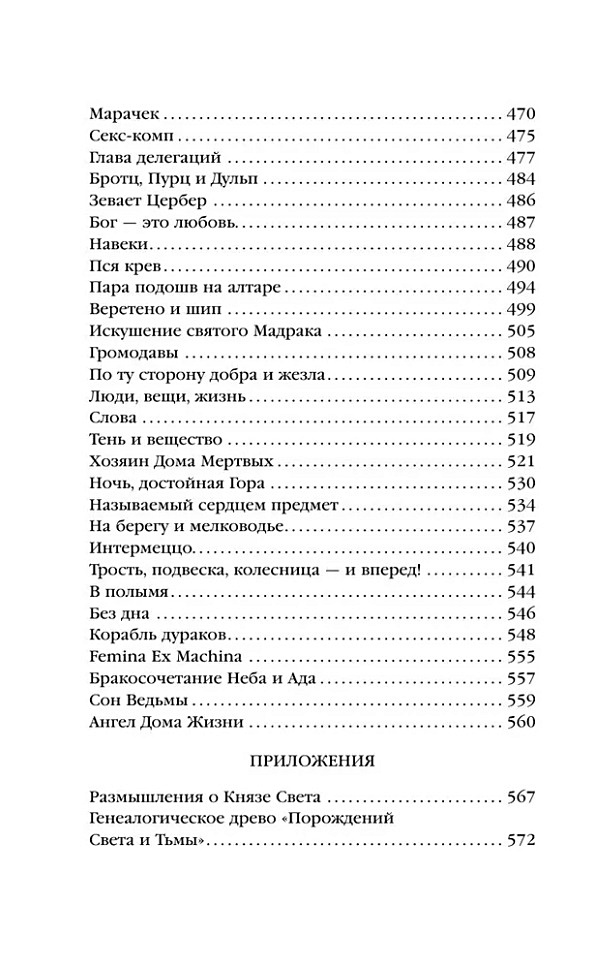 Марачек .......... 470
Секс-комп .......... 475
Глава делегаций .......... 477
Бротц, Пурц и Дульп .......... 484
Зевает Цербер .......... 486
Бог — это любовь .......... 487
Навеки .......... 488
Пся крев .......... 490
Пара подошв на алтаре .......... 494
Веретено и шип .......... 499
Искушение святого Мадрака .......... 505
Громодавы .......... 508
По ту сторону добра и жезла .......... 509
Люди, вещи, жизнь .......... 513
Слова .......... 517
Тень и вещество .......... 519
Хозяин Дома Мертвых .......... 521
Ночь, достойная Гора .......... 530
Называемый сердцем предмет .......... 534
На берегу и мелководье .......... 537
Интермеццо .......... 540
Трость, подвеска, колесница — и вперед! .......... 541
В полымя .......... 544
Без дна .......... 546
Корабль дураков .......... 548
Femina Ex Machina .......... 555
Бракосочетание Неба и Ада .......... 557
Сон Ведьмы .......... 559
Ангел Дома Жизни .......... 560
ПРИЛОЖЕНИЯ
Размышления о Князе Света .......... 567
Генеалогическое древо «Порождений
Света и Тьмы» .......... 572